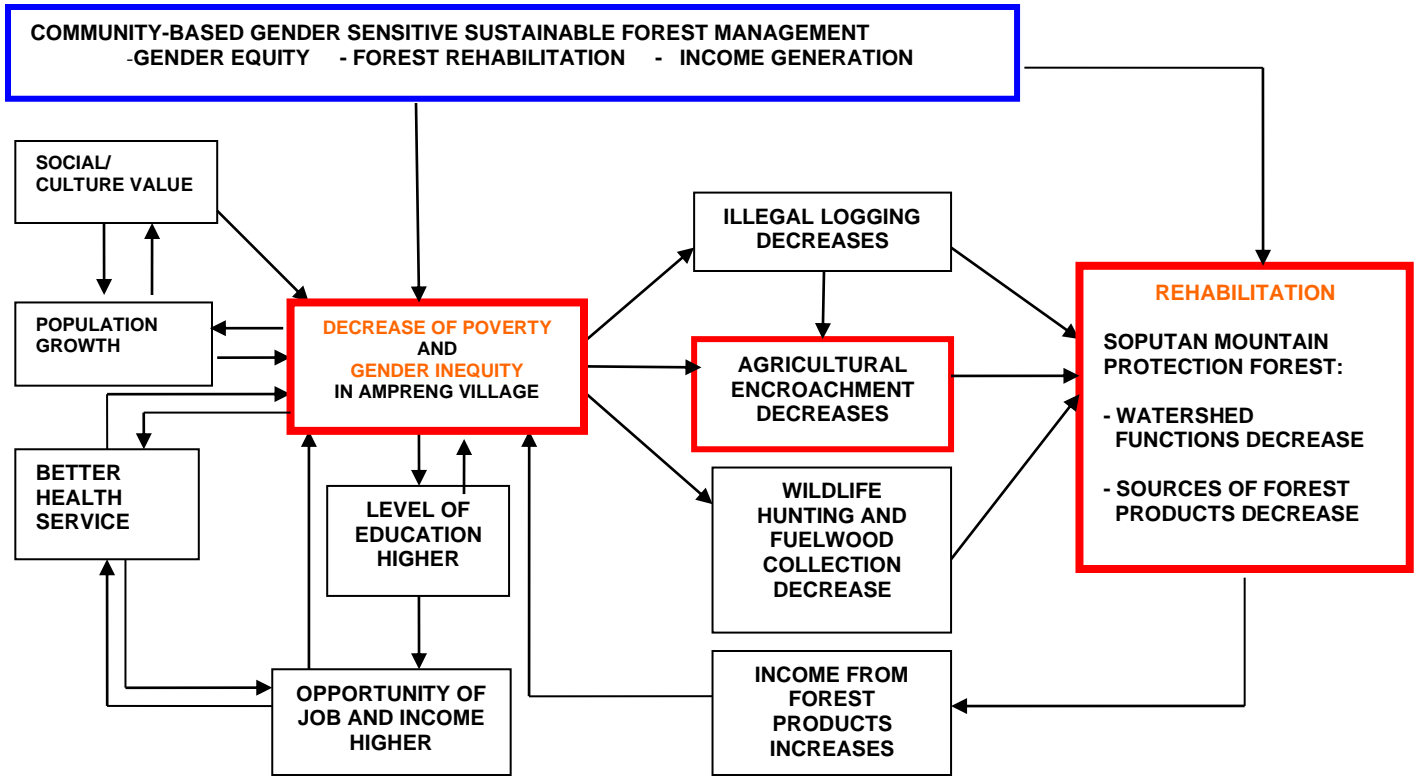 COMMUNITY-BASED GENDER SENSITIVE SUSTAINABLE FOREST MANAGEMENT
-GENDER EQUITY - FOREST REHABILITATION - INCOME GENERATION
SOCIAL/
CULTURE VALUE
POPULATION
GROWTH
BETTER
HEALTH
SERVICE
DECREASE OF POVERTY
AND
GENDER INEQUITY
IN AMPRENG VILLAGE
LEVEL OF
EDUCATION
HIGHER
OPPORTUNITY OF
JOB AND INCOME
HIGHER
ILLEGAL LOGGING
DECREASES
AGRICULTURAL
ENCROACHMENT
DECREASES
WILDLIFE
HUNTING AND
FUELWOOD
COLLECTION
DECREASE
INCOME FROM
FOREST
PRODUCTS
INCREASES
REHABILITATION
SOPUTAN MOUNTAIN
PROTECTION FOREST:
- WATERSHED
FUNCTIONS DECREASE
- SOURCES OF FOREST
PRODUCTS DECREASE